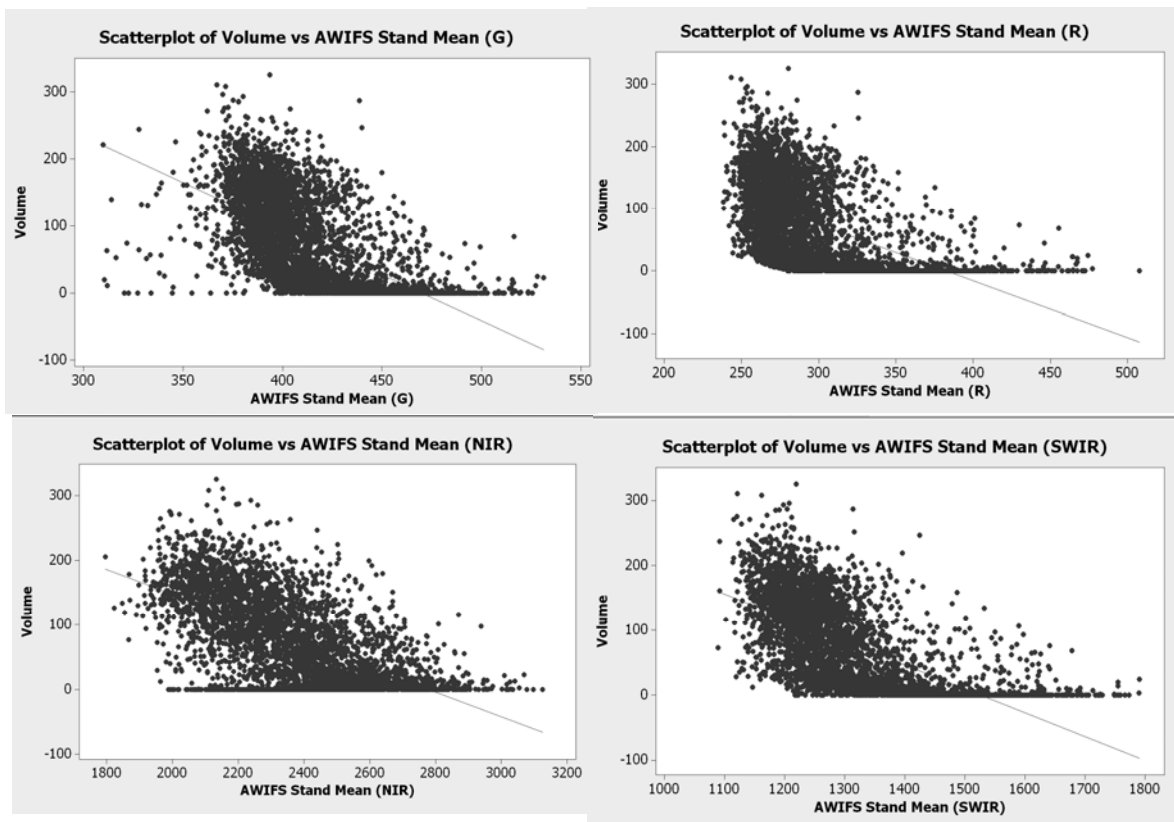 Scatterplot of Volume vs AWIFS Stand Mean (G)
300
200
100
0
-100
Volume
300 350 400 450 500 550
AWIFS Stand Mean (G)
Scatterplot of Volume vs AWIFS Stand Mean (R)
300
200
100
0
-100
Volume
200 250 300 350 400 450 500
AWIFS Stand Mean (R)
Scatterplot of Volume vs AWIFS Stand Mean (NIR)
300
200
100
0
-100
Volume
1800 2000 2200 2400 2600 2800 3000 3200
AWIFS Stand Mean (NIR)
Scatterplot of Volume vs AWIFS Stand Mean (SWIR)
300
200
100
0
-100
Volume
1000 1100 1200 1300 1400 1500 1600 1700 1800
AWIFS Stand Mean (SWIR)